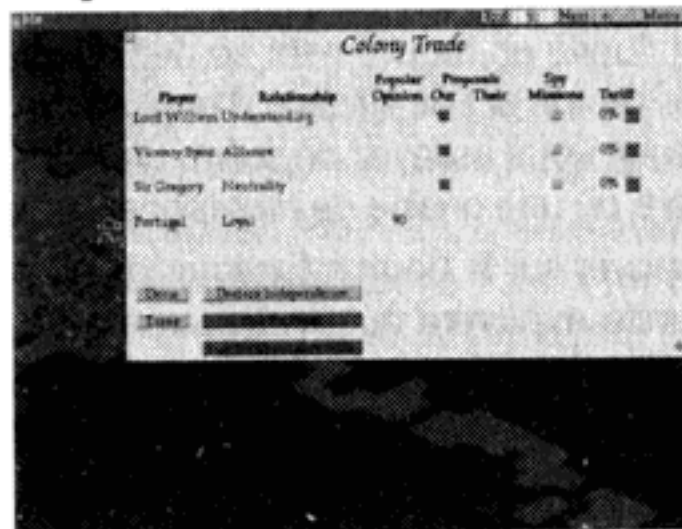 Menu
Colony Trade
Popular Proposals Spy
Player Relationship Opinion Our Their Missions Tariff
Lord William Understanding 0%
Viceroy Alliance 0%
Sir Gregory Neutrality 0%
Portugal Loyal
Done Declare Independence